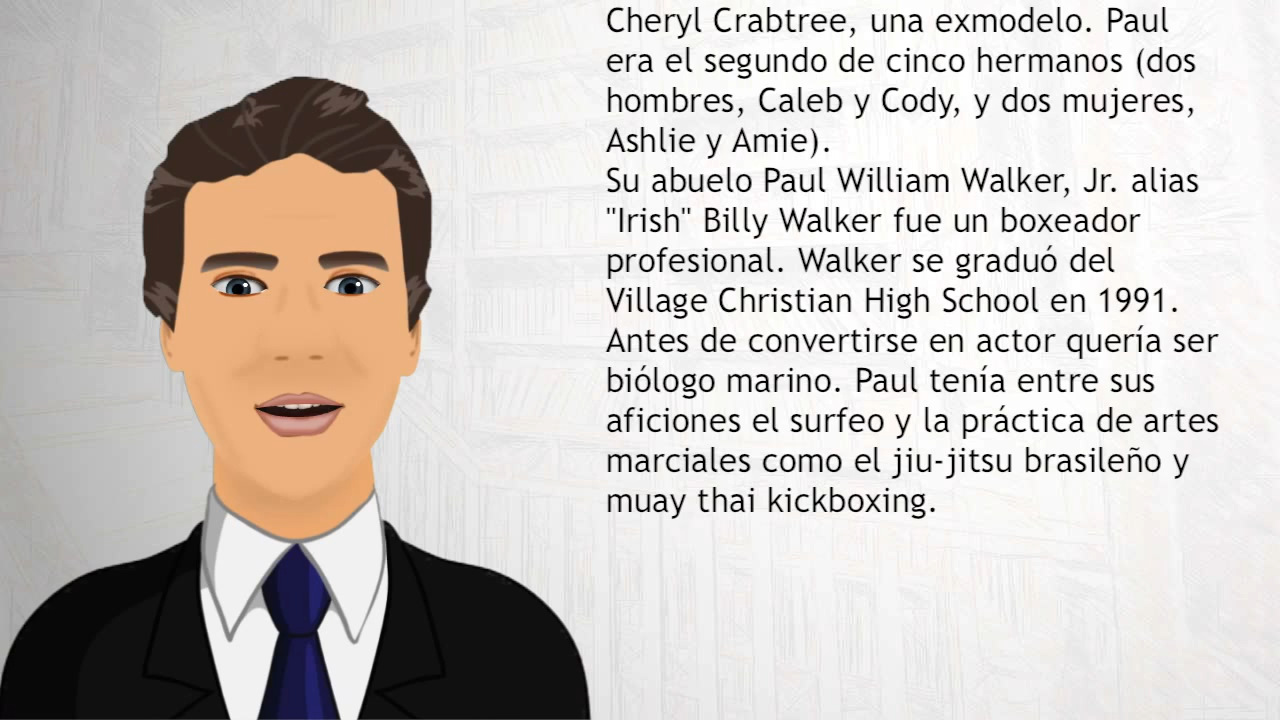 Cheryl Crabtree, una exmodelo. Paul
era el segundo de cinco hermanos (dos
hombres, Caleb y Cody, y dos mujeres,
Ashlie y Amie).
Su abuelo Paul William Walker, Jr. alias
"Irish" Billy Walker fue un boxeador
profesional. Walker se graduó del
Village Christian High School en 1991.
Antes de convertirse en actor quería ser
biólogo marino. Paul tenía entre sus
aficiones el surfeo y la práctica de artes
marciales como el jiu-jitsu brasileño y
muay thai kickboxing.